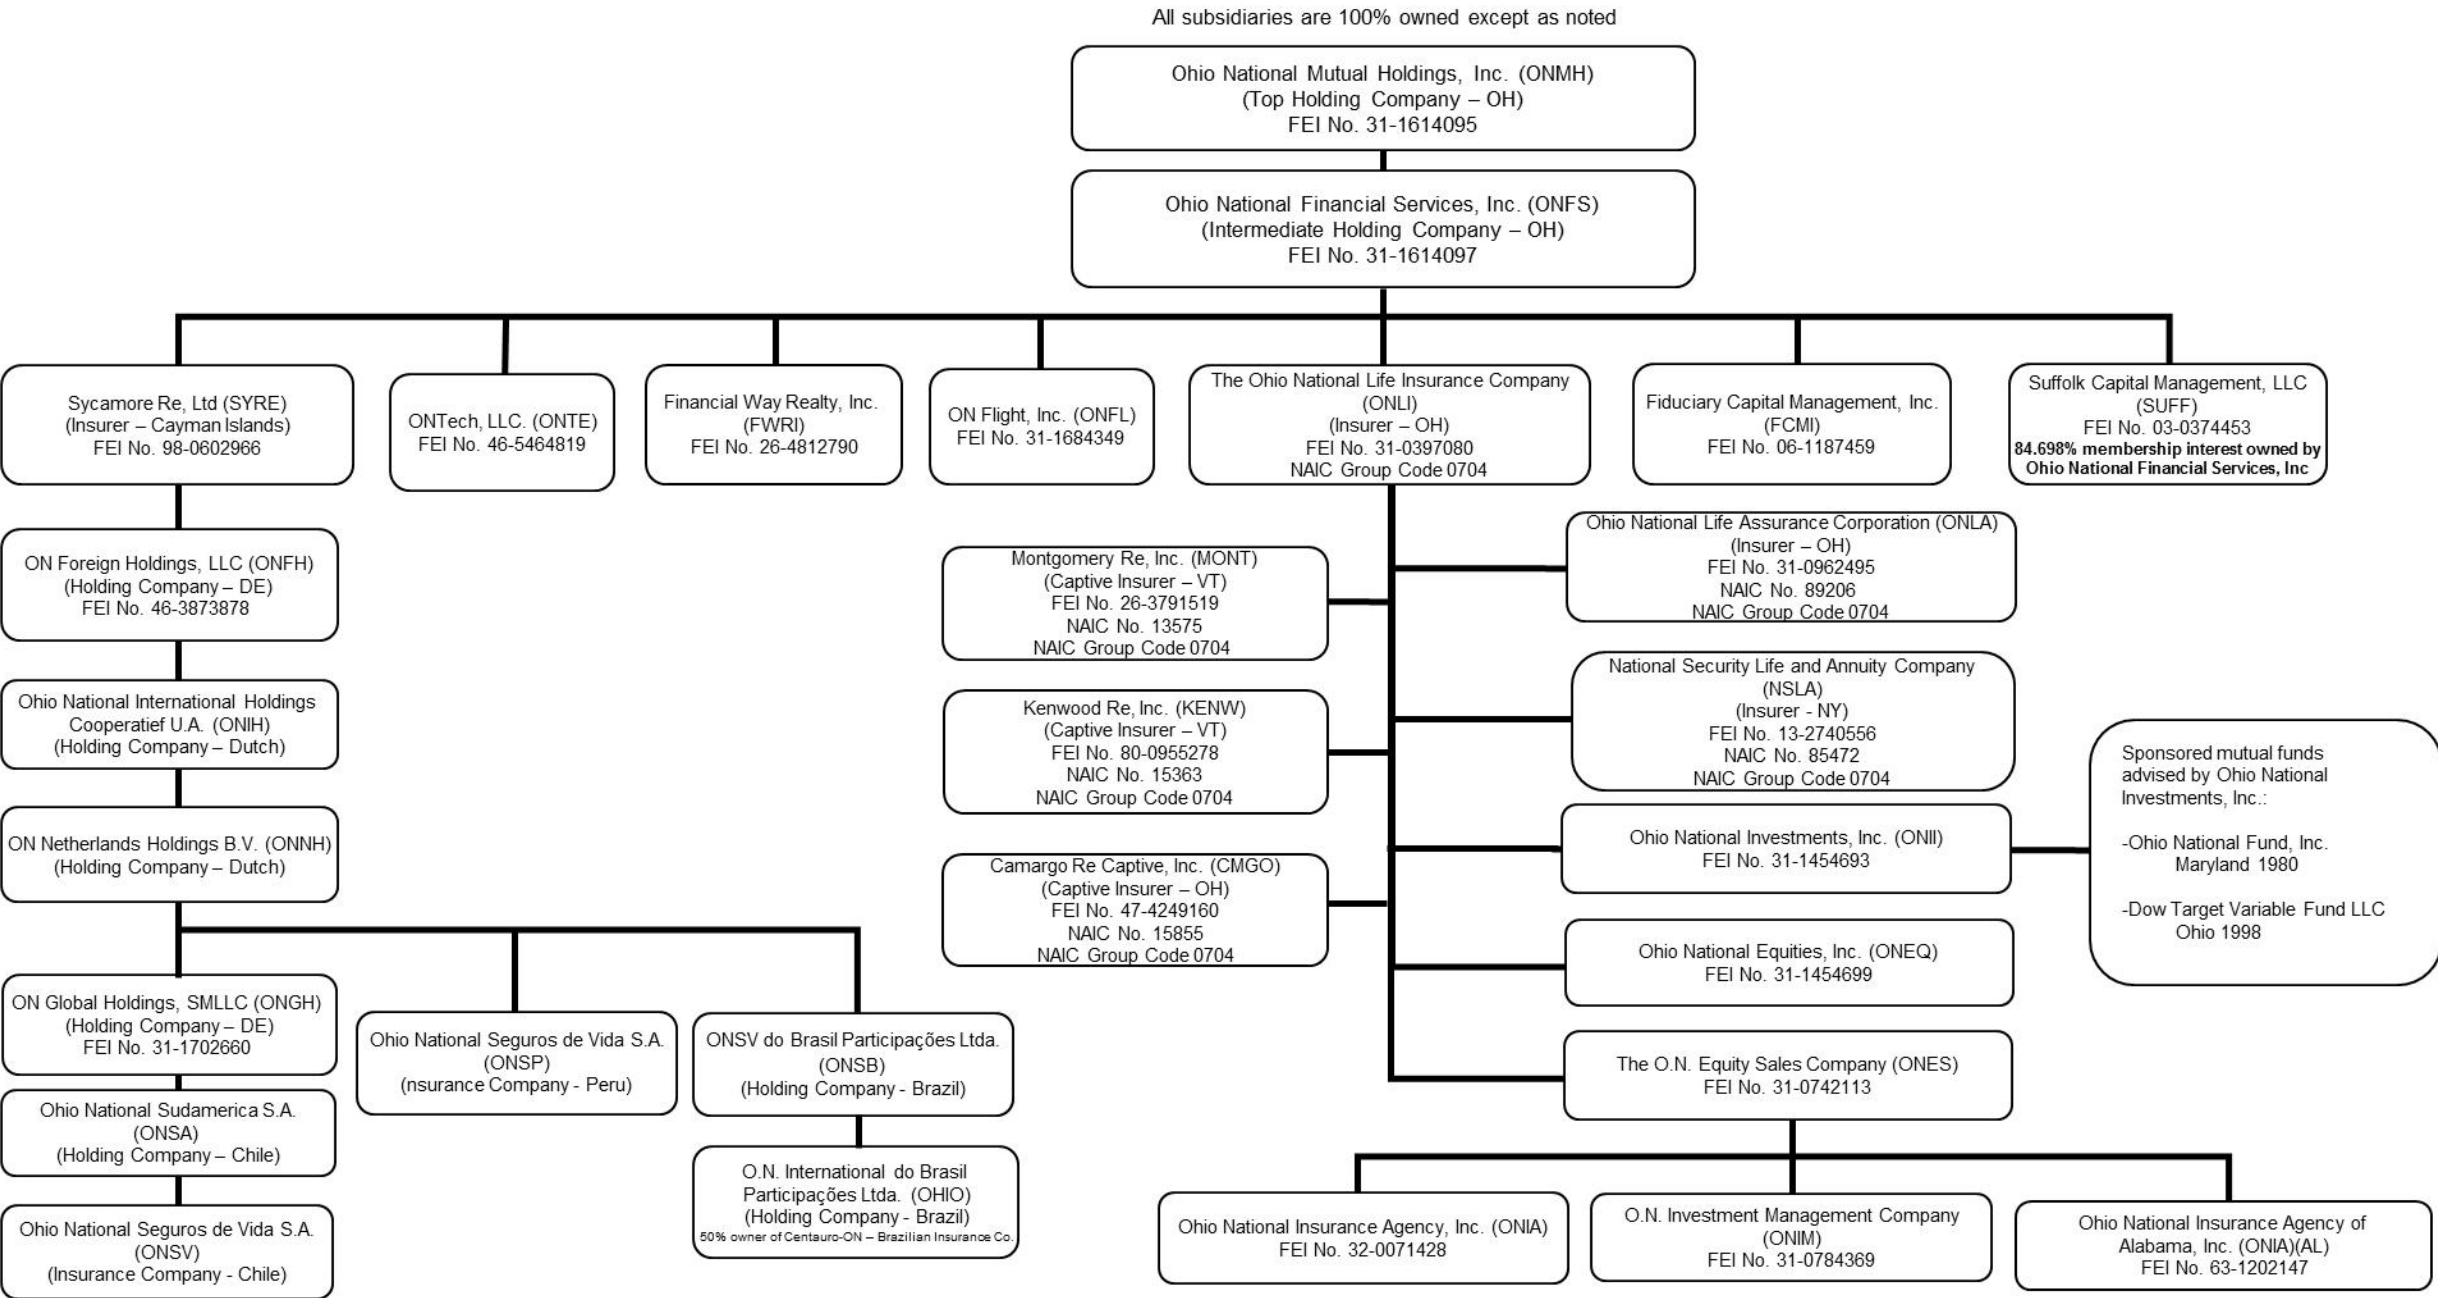 All subsidiaries are 100% owned except as noted
Ohio National Mutual Holdings, Inc. (ONMH)
(Top Holding Company – OH)
FEI No. 31-1614095
Ohio National Financial Services, Inc. (ONFS)
(Intermediate Holding Company – OH)
FEI No. 31-1614097
Sycamore Re, Ltd (SYRE)
(Insurer – Cayman Islands)
FEI No. 98-0602966
ONTech, LLC. (ONTE)
FEI No. 46-5464819
Financial Way Realty, Inc.
(FWRI)
FEI No. 26-4812790
ON Flight, Inc. (ONFL)
FEI No. 31-1684349
The Ohio National Life Insurance Company
(ONLI)
(Insurer – OH)
FEI No. 31-0397080
NAIC Group Code 0704
Fiduciary Capital Management, Inc.
(FCMI)
FEI No. 06-1187459
Suffolk Capital Management, LLC
(SUFF)
FEI No. 03-0374453
84.698% membership interest owned by
Ohio National Financial Services, Inc
ON Foreign Holdings, LLC (ONFH)
(Holding Company – DE)
FEI No. 46-3873878
Ohio National International Holdings
Cooperatief U.A. (ONIH)
(Holding Company – Dutch)
ON Netherlands Holdings B.V. (ONNH)
(Holding Company – Dutch)
ON Global Holdings, SMLLC (ONGH)
(Holding Company – DE)
FEI No. 31-1702660
Ohio National Sudamerica S.A.
(ONSA)
(Holding Company – Chile)
Ohio National Seguros de Vida S.A.
(ONSV)
(Insurance Company - Chile)
Ohio National Seguros de Vida S.A.
(ONSP)
(nsurance Company - Peru)
ONSV do Brasil Participações Ltda.
(ONSB)
(Holding Company - Brazil)
O.N. International do Brasil
Participações Ltda. (OHIO)
(Holding Company - Brazil)
50% owner of Centauro-ON – Brazilian Insurance Co.
Montgomery Re, Inc. (MONT)
(Captive Insurer – VT)
FEI No. 26-3791519
NAIC No. 13575
NAIC Group Code 0704
Kenwood Re, Inc. (KENW)
(Captive Insurer – VT)
FEI No. 80-0955278
NAIC No. 15363
NAIC Group Code 0704
Camargo Re Captive, Inc. (CMGO)
(Captive Insurer – OH)
FEI No. 47-4249160
NAIC No. 15855
NAIC Group Code 0704
Ohio National Life Assurance Corporation (ONLA)
(Insurer – OH)
FEI No. 31-0962495
NAIC No. 89206
NAIC Group Code 0704
National Security Life and Annuity Company
(NSLA)
(Insurer - NY)
FEI No. 13-2740556
NAIC No. 85472
NAIC Group Code 0704
Ohio National Investments, Inc. (ONII)
FEI No. 31-1454693
Sponsored mutual funds
advised by Ohio National
Investments, Inc.:
-Ohio National Fund, Inc.
Maryland 1980
-Dow Target Variable Fund LLC
Ohio 1998
Ohio National Equities, Inc. (ONEQ)
FEI No. 31-1454699
The O.N. Equity Sales Company (ONES)
FEI No. 31-0742113
Ohio National Insurance Agency, Inc. (ONIA)
FEI No. 32-0071428
O.N. Investment Management Company
(ONIM)
FEI No. 31-0784369
Ohio National Insurance Agency of
Alabama, Inc. (ONIA)(AL)
FEI No. 63-1202147